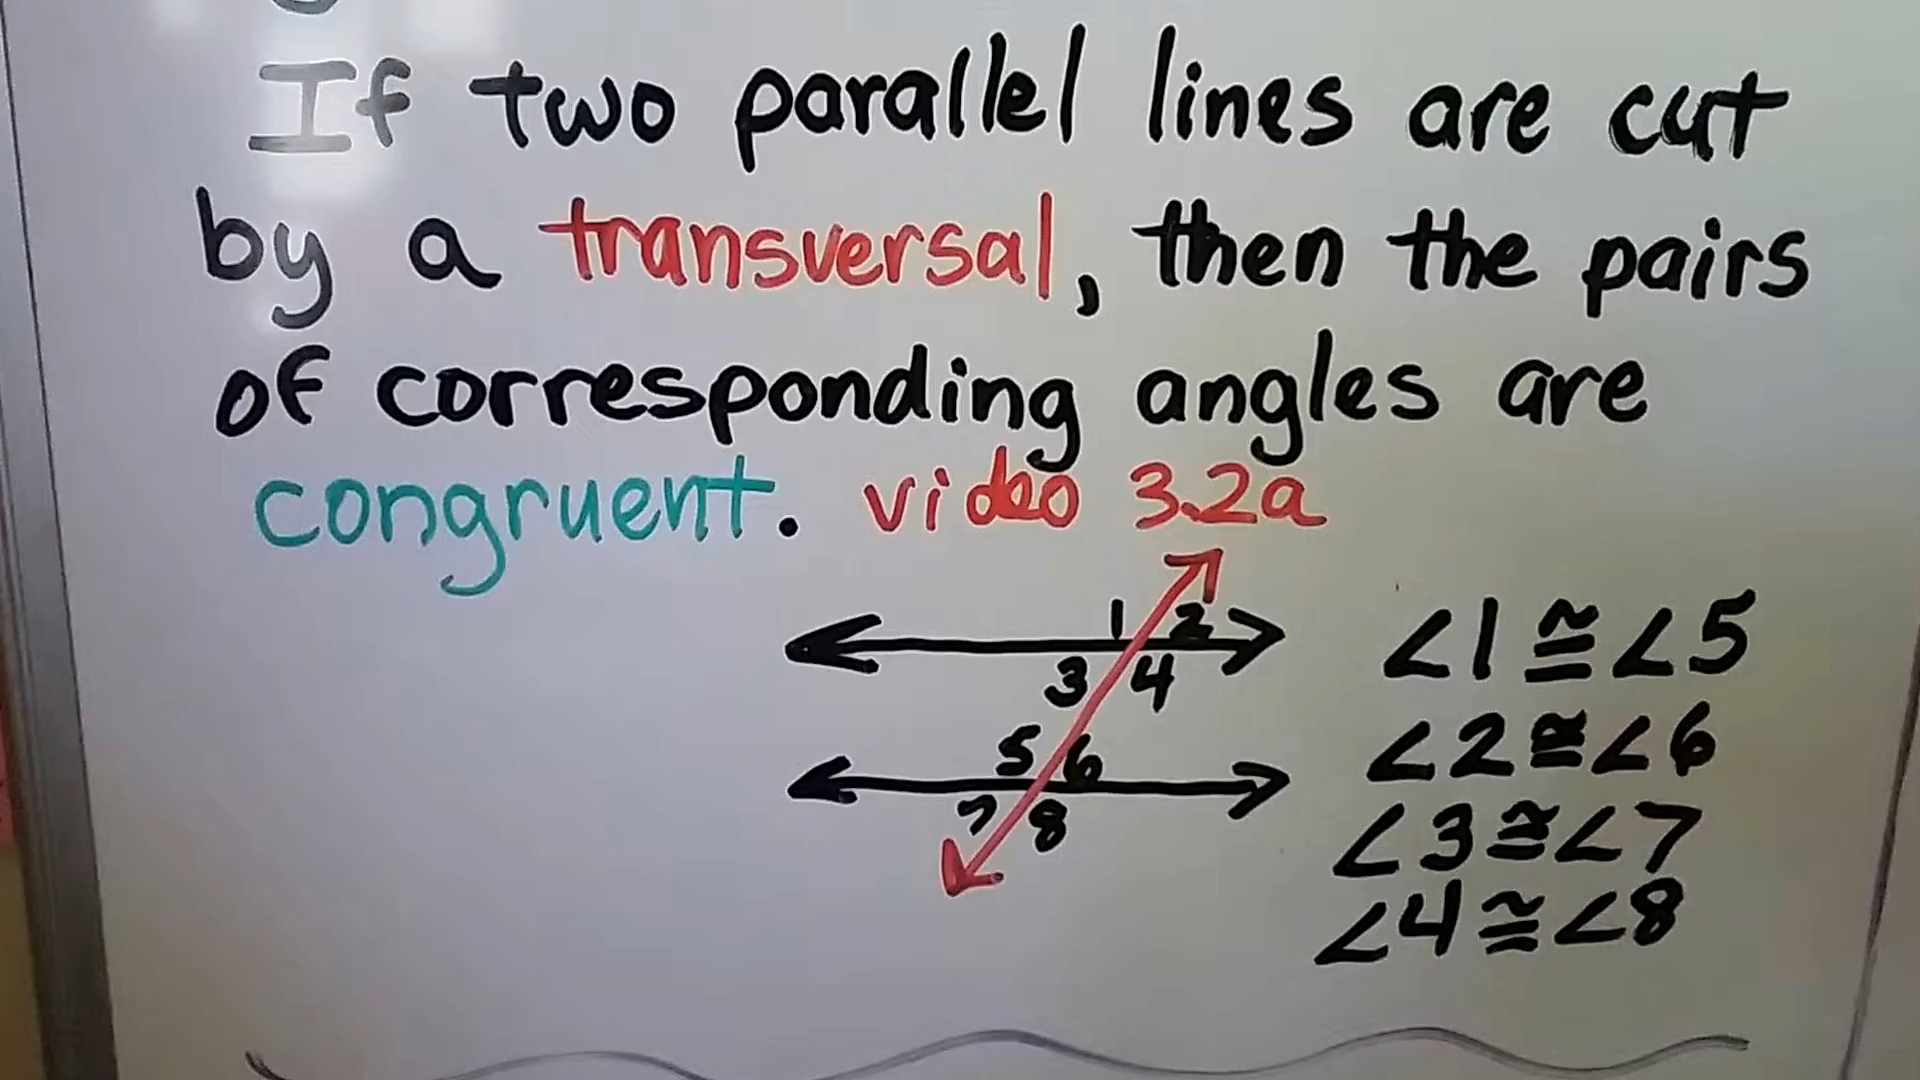 If two parallel lines are cut
by a transversal, then the pairs
of corresponding angles are
congruent. video 3.2a
1 2
3 4
5 6
7 8
∠1 ≅ ∠5
∠2 ≅ ∠6
∠3 ≅ ∠7
∠4 ≅ ∠8